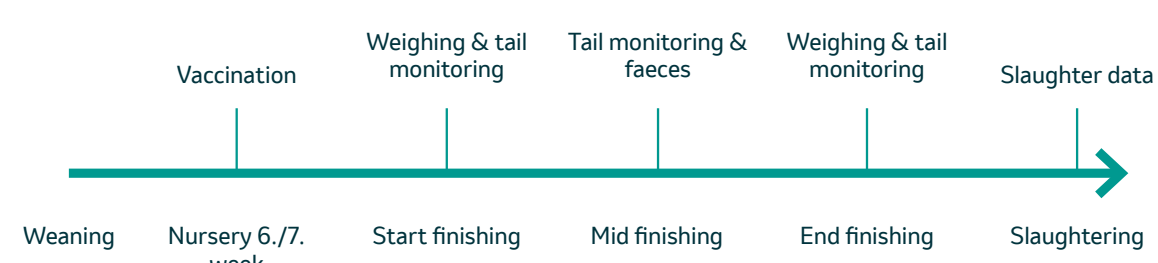 Vaccination
Weighing & tail
monitoring
Tail monitoring &
faeces
Weighing & tail
monitoring
Slaughter data
Weaning
Nursery 6./7.
week
Start finishing
Mid finishing
End finishing
Slaughtering